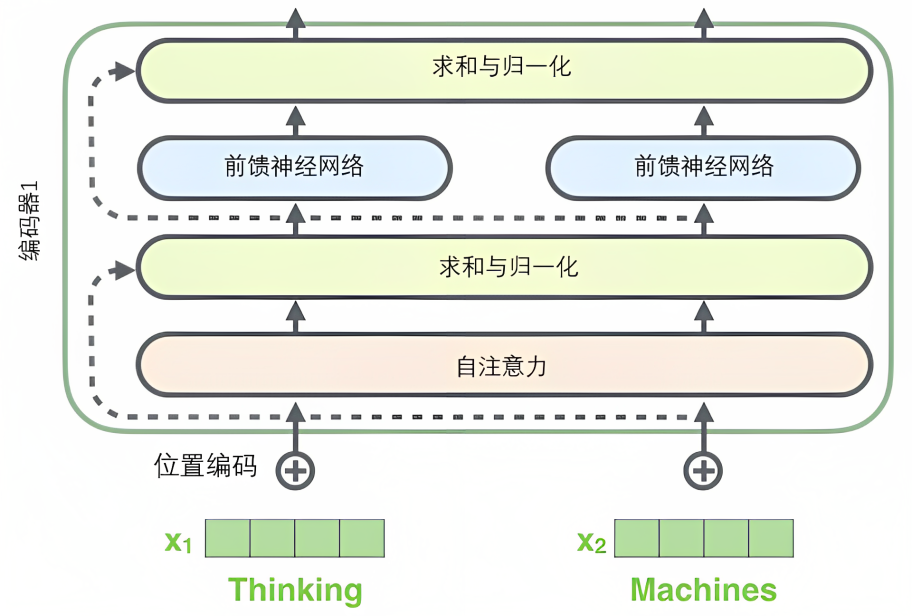 求和与归一化
前馈神经网络
前馈神经网络
编码器1
求和与归一化
自注意力
位置编码
x₁
x₂
Thinking
Machines